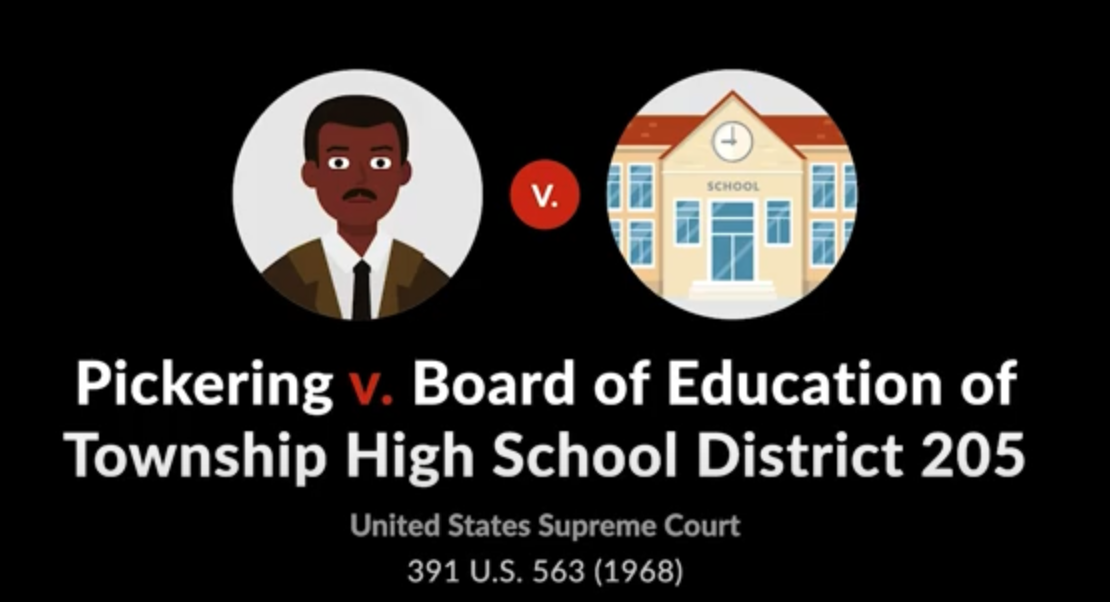 V.
SCHOOL
Pickering v. Board of Education of
Township High School District 205
United States Supreme Court
391 U.S. 563 (1968)